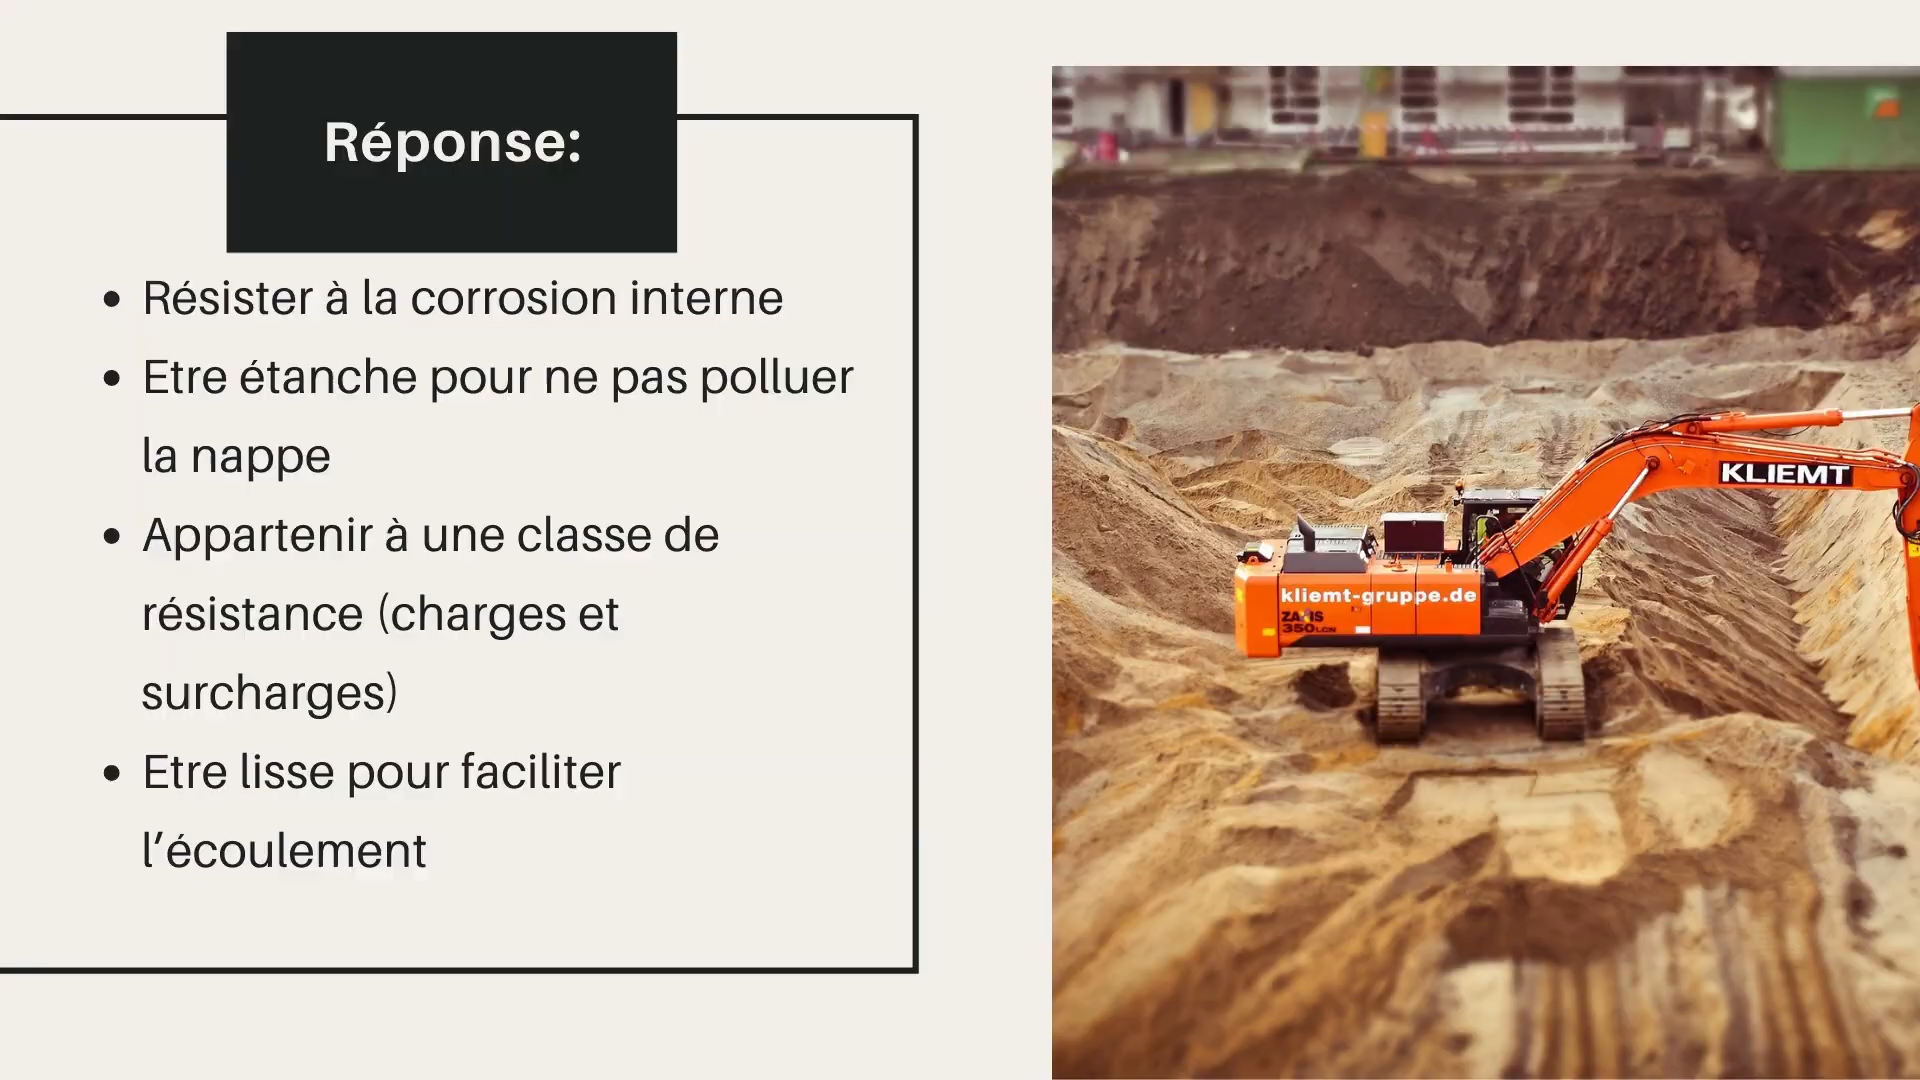 Réponse:
Résister à la corrosion interne
Etre étanche pour ne pas polluer
la nappe
Appartenir à une classe de
résistance (charges et
surcharges)
Etre lisse pour faciliter
l’écoulement
KLIEMT
kliemt-gruppe.de
350LCN